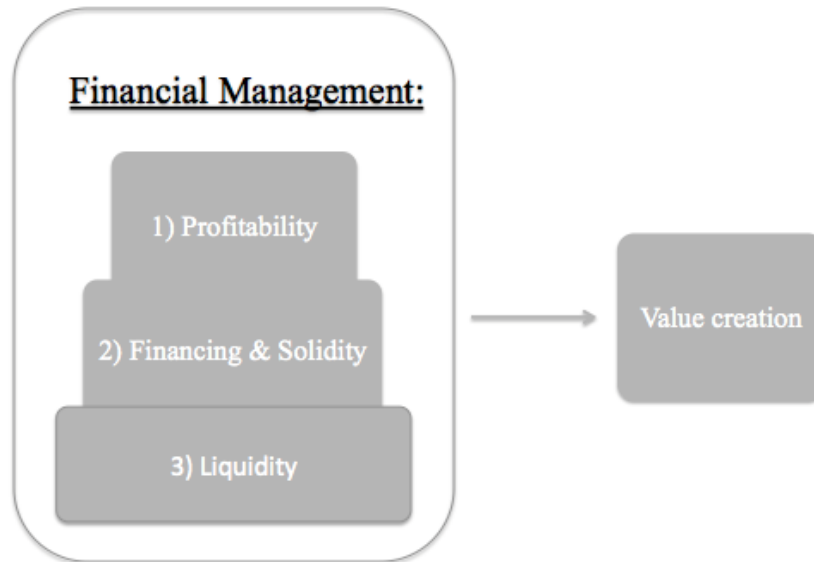 Financial Management:
1) Profitability
2) Financing & Solidity
3) Liquidity
Value creation